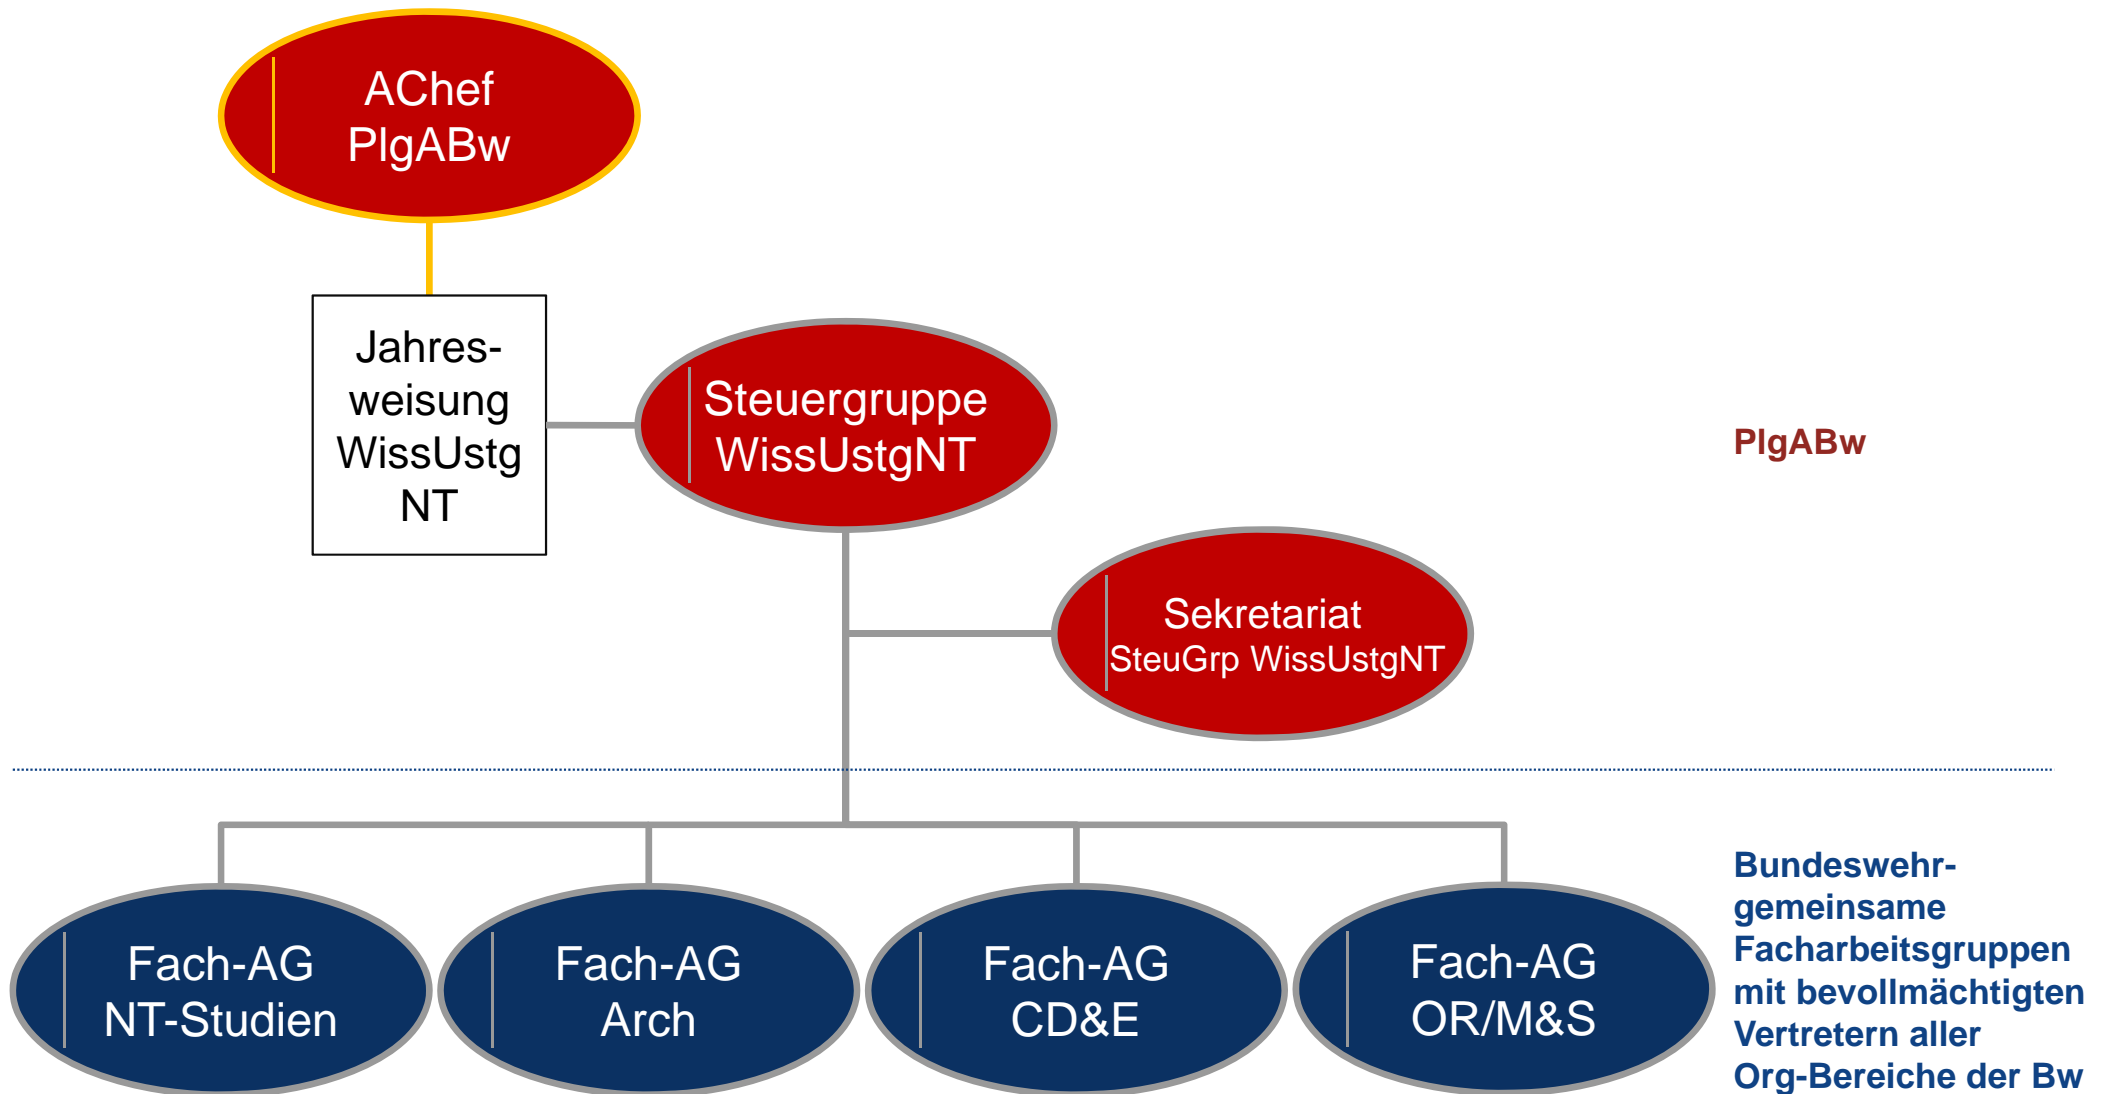 AChef
PlgABw
Jahres-
weisung
WissUstg
NT
Steuergruppe
WissUstgNT
PlgABw
Sekretariat
SteuGrp WissUstgNT
Fach-AG
NT-Studien
Fach-AG
Arch
Fach-AG
CD&E
Fach-AG
OR/M&S
Bundeswehr-
gemeinsame
Facharbeitsgruppen
mit bevollmächtigten
Vertretern aller
Org-Bereiche der Bw